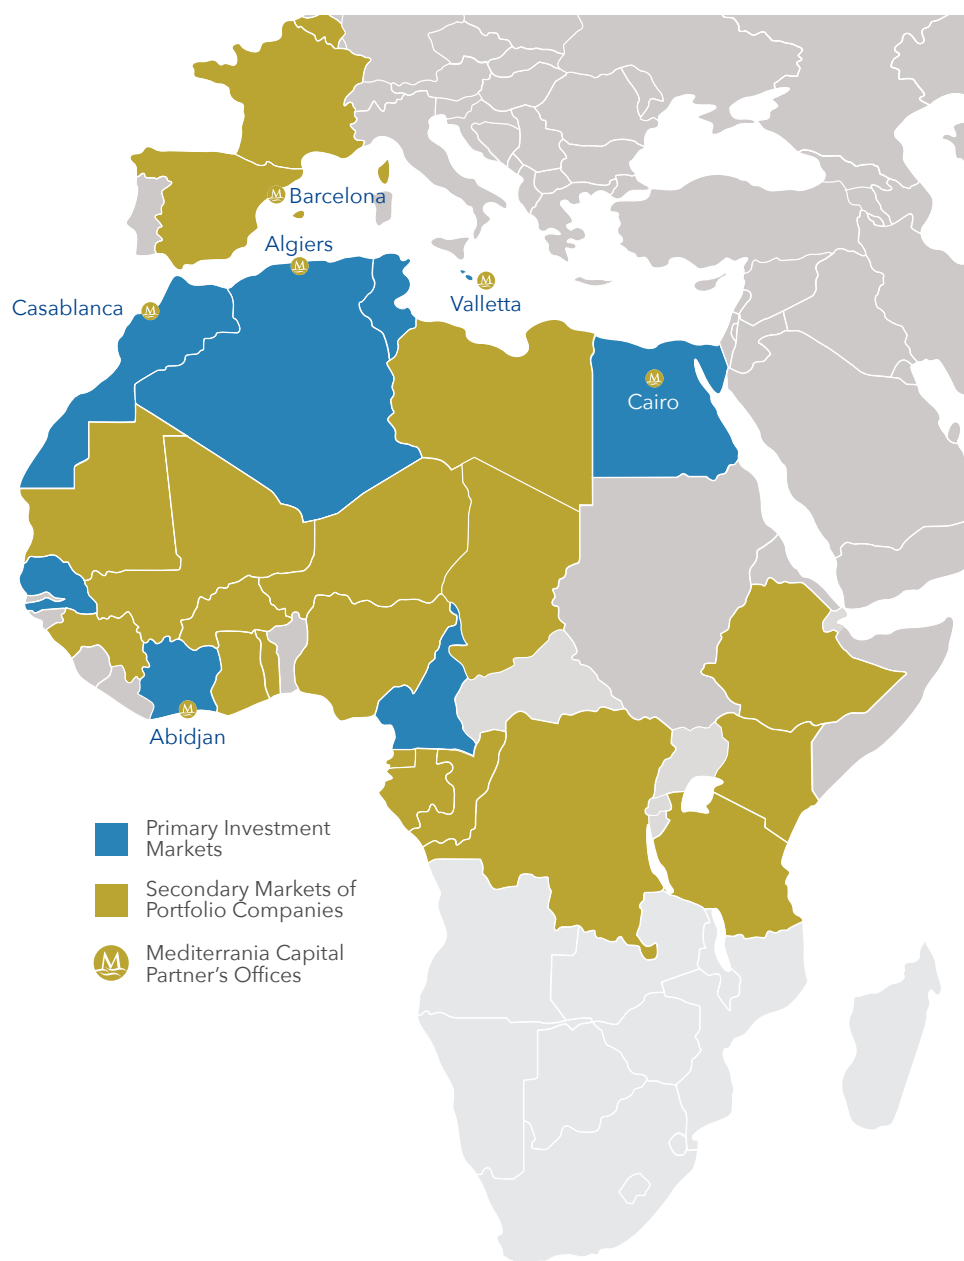 Barcelona
Algiers
Casablanca
Valletta
Cairo
Abidjan
Primary Investment
Markets
Secondary Markets of
Portfolio Companies
M
Mediterrania Capital
Partner's Offices